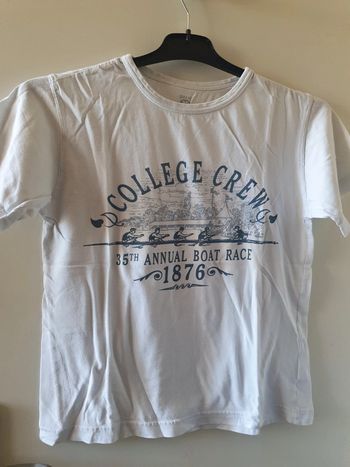 COLLEGE CREW
35TH ANNUAL BOAT RACE
1876